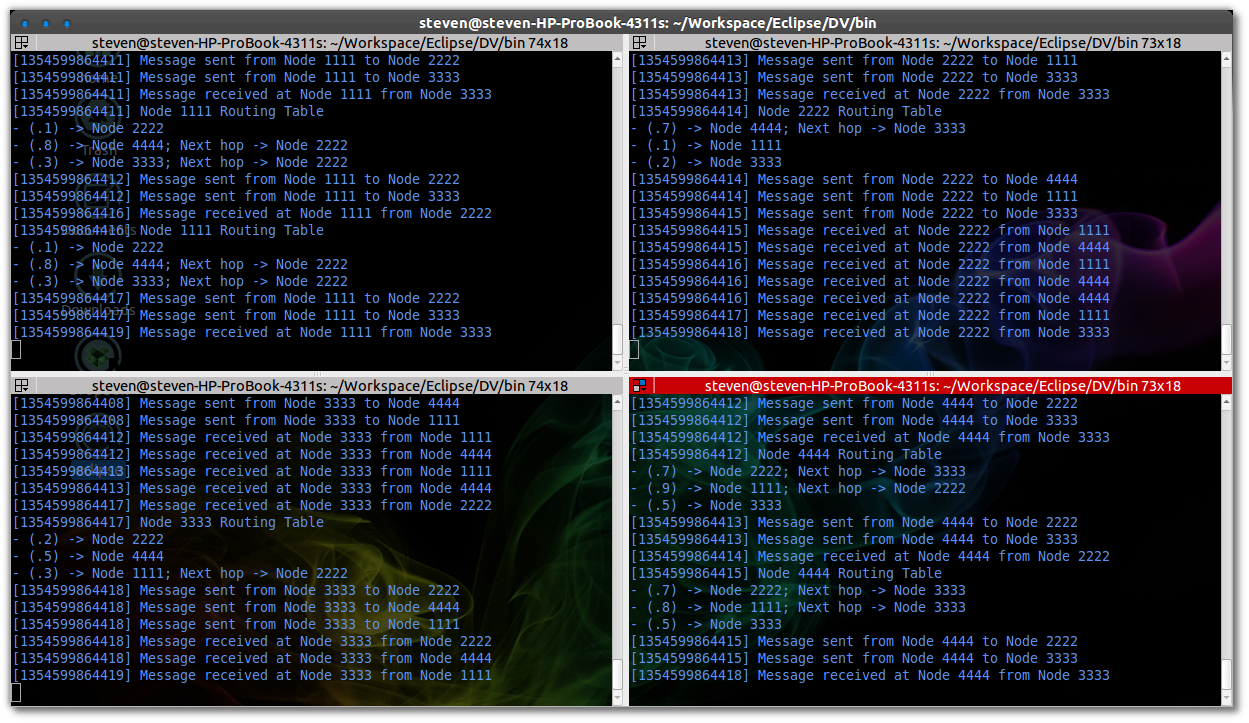 steven@steven-HP-ProBook-4311s: ~/Workspace/Eclipse/DV/bin
steven@steven-HP-ProBook-4311s: ~/Workspace/Eclipse/DV/bin 74x18
[1354599864411] Message sent from Node 1111 to Node 2222
[1354599864411] Message sent from Node 1111 to Node 3333
[1354599864411] Message received at Node 1111 from Node 3333
[1354599864411] Node 1111 Routing Table
- (.1) -> Node 2222
- (.8) -> Node 4444; Next hop -> Node 2222
- (.3) -> Node 3333; Next hop -> Node 2222
[1354599864412] Message sent from Node 1111 to Node 2222
[1354599864412] Message sent from Node 1111 to Node 3333
[1354599864416] Message received at Node 1111 from Node 2222
[1354599864416] Node 1111 Routing Table
- (.1) -> Node 2222
- (.8) -> Node 4444; Next hop -> Node 2222
- (.3) -> Node 3333; Next hop -> Node 2222
[1354599864417] Message sent from Node 1111 to Node 2222
[1354599864417] Message sent from Node 1111 to Node 3333
[1354599864419] Message received at Node 1111 from Node 3333
Trash
Downloads
steven@steven-HP-ProBook-4311s: ~/Workspace/Eclipse/DV/bin 73x18
[1354599864413] Message sent from Node 2222 to Node 1111
[1354599864413] Message sent from Node 2222 to Node 3333
[1354599864413] Message received at Node 2222 from Node 3333
[1354599864414] Node 2222 Routing Table
- (.7) -> Node 4444; Next hop -> Node 3333
- (.1) -> Node 1111
- (.2) -> Node 3333
[1354599864414] Message sent from Node 2222 to Node 4444
[1354599864414] Message sent from Node 2222 to Node 1111
[1354599864415] Message sent from Node 2222 to Node 3333
[1354599864415] Message received at Node 2222 from Node 1111
[1354599864415] Message received at Node 2222 from Node 4444
[1354599864416] Message received at Node 2222 from Node 1111
[1354599864416] Message received at Node 2222 from Node 4444
[1354599864416] Message received at Node 2222 from Node 4444
[1354599864417] Message received at Node 2222 from Node 1111
[1354599864418] Message received at Node 2222 from Node 3333
steven@steven-HP-ProBook-4311s: ~/Workspace/Eclipse/DV/bin 74x18
[1354599864408] Message sent from Node 3333 to Node 4444
[1354599864408] Message sent from Node 3333 to Node 1111
[1354599864412] Message received at Node 3333 from Node 1111
[1354599864412] Message received at Node 3333 from Node 4444
[1354599864413] Message received at Node 3333 from Node 1111
[1354599864413] Message received at Node 3333 from Node 4444
[1354599864417] Message received at Node 3333 from Node 2222
[1354599864417] Node 3333 Routing Table
- (.2) -> Node 2222
- (.5) -> Node 4444
- (.3) -> Node 1111; Next hop -> Node 2222
[1354599864418] Message sent from Node 3333 to Node 2222
[1354599864418] Message sent from Node 3333 to Node 4444
[1354599864418] Message sent from Node 3333 to Node 1111
[1354599864418] Message received at Node 3333 from Node 2222
[1354599864418] Message received at Node 3333 from Node 4444
[1354599864419] Message received at Node 3333 from Node 1111
steven@steven-HP-ProBook-4311s: ~/Workspace/Eclipse/DV/bin 73x18
[1354599864412] Message sent from Node 4444 to Node 2222
[1354599864412] Message sent from Node 4444 to Node 3333
[1354599864412] Message received at Node 4444 from Node 3333
[1354599864412] Node 4444 Routing Table
- (.7) -> Node 2222; Next hop -> Node 3333
- (.9) -> Node 1111; Next hop -> Node 2222
- (.5) -> Node 3333
[1354599864413] Message sent from Node 4444 to Node 2222
[1354599864413] Message sent from Node 4444 to Node 3333
[1354599864414] Message received at Node 4444 from Node 2222
[1354599864415] Node 4444 Routing Table
- (.7) -> Node 2222; Next hop -> Node 3333
- (.8) -> Node 1111; Next hop -> Node 3333
- (.5) -> Node 3333
[1354599864415] Message sent from Node 4444 to Node 2222
[1354599864415] Message sent from Node 4444 to Node 3333
[1354599864418] Message received at Node 4444 from Node 3333